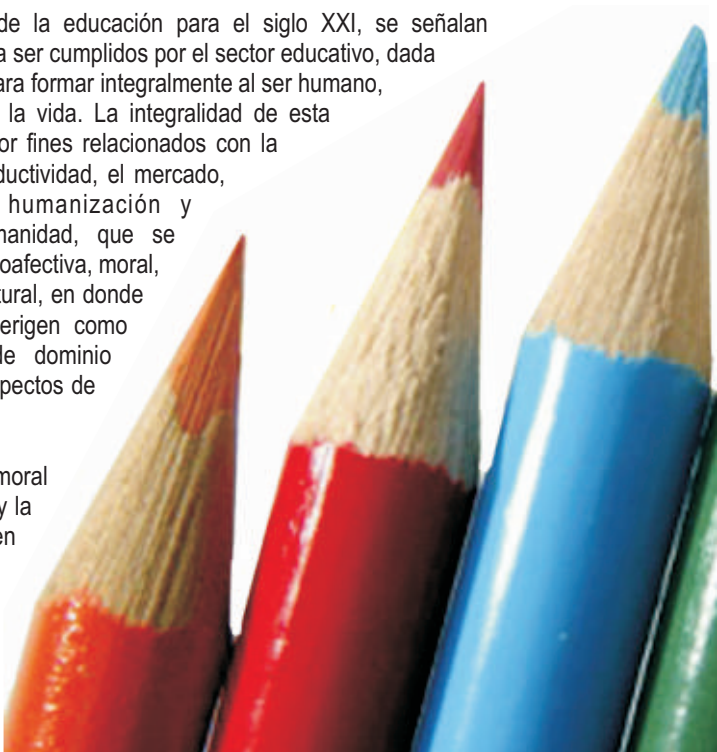 de la educación para el siglo XXI, se señalan
a ser cumplidos por el sector educativo, dada
ara formar integralmente al ser humano,
la vida. La integralidad de esta
or fines relacionados con la
ductividad, el mercado,
humanización y
manidad, que se
oafectiva, moral,
tural, en donde
erigen como
de dominio
pectos de
moral
y la
en